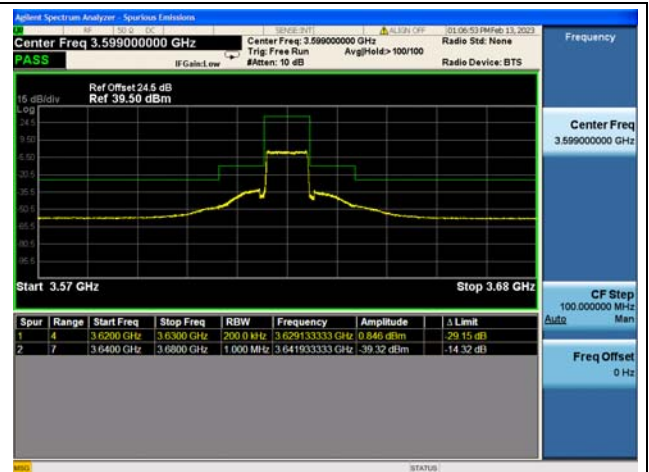 Agilent Spectrum Analyzer - Spurious Emissions
RF 50 Ω DC SENSE:INT ALIGN OFF 01:06:53 PM Feb 13, 2023
Center Freq 3.599000000 GHz
Center Freq: 3.599000000 GHz
Radio Std: None
Trig: Free Run Avg|Hold:> 100/100
PASS
IFGain:Low
#Atten: 10 dB
Radio Device: BTS
Ref Offset 24.5 dB
15 dB/div Ref 39.50 dBm
Log
24.5
9.50
-20.5
-35.5
-50.5
-65.5
-80.5
-95.5
Start 3.57 GHz
Stop 3.68 GHz
Spur Range Start Freq Stop Freq RBW Frequency Amplitude Δ Limit
1 4 3.6200 GHz 3.6300 GHz 200.0 kHz 3.629133333 GHz 0.846 dBm -29.15 dB
2 7 3.6400 GHz 3.6800 GHz 1.000 MHz 3.641933333 GHz -39.32 dBm -14.32 dB
MSG
STATUS
Frequency
Center Freq
3.599000000 GHz
CF Step
100.000000 MHz
Auto Man
Freq Offset
0 Hz